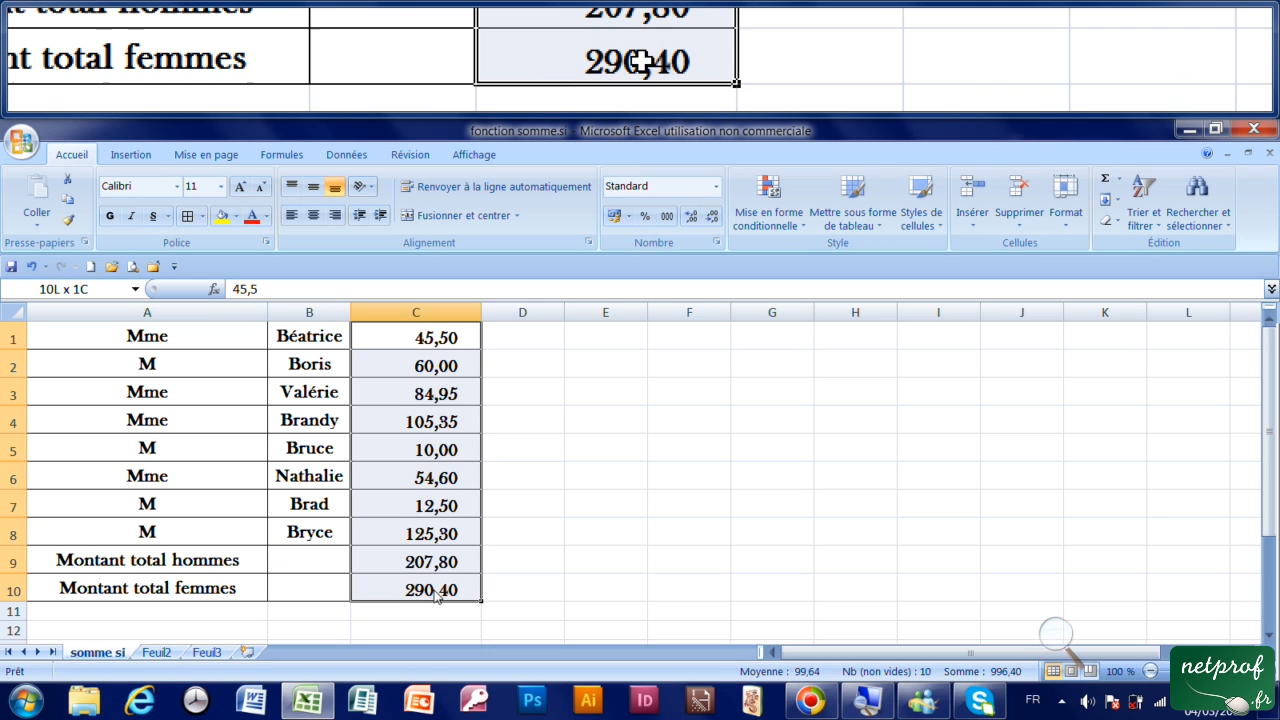 207,80
nt total femmes 290,40
fonction somme.si - Microsoft Excel utilisation non commerciale
Accueil Insertion Mise en page Formules Données Révision Affichage
Coller
Calibri 11
Renvoyer à la ligne automatiquement
Standard
G I S
Fusionner et centrer
% 000
Mise en forme conditionnelle
Mettre sous forme de tableau
Styles de cellules
Insérer Supprimer Format
Trier et filtrer
Rechercher et sélectionner
Presse-papiers Police Alignement Nombre Style Cellules Édition
10L x 1C fx 45,5
A B C D E F G H I J K L
1 Mme Béatrice 45,50
2 M Boris 60,00
3 Mme Valérie 84,95
4 Mme Brandy 105,35
5 M Bruce 10,00
6 Mme Nathalie 54,60
7 M Brad 12,50
8 M Bryce 125,30
9 Montant total hommes 207,80
10 Montant total femmes 290,40
11
12
somme si Feuil2 Feuil3
Prêt Moyenne : 99,64 Nb (non vides) : 10 Somme : 996,40 100 %
Ps Ai ID FR
netprof
.fr